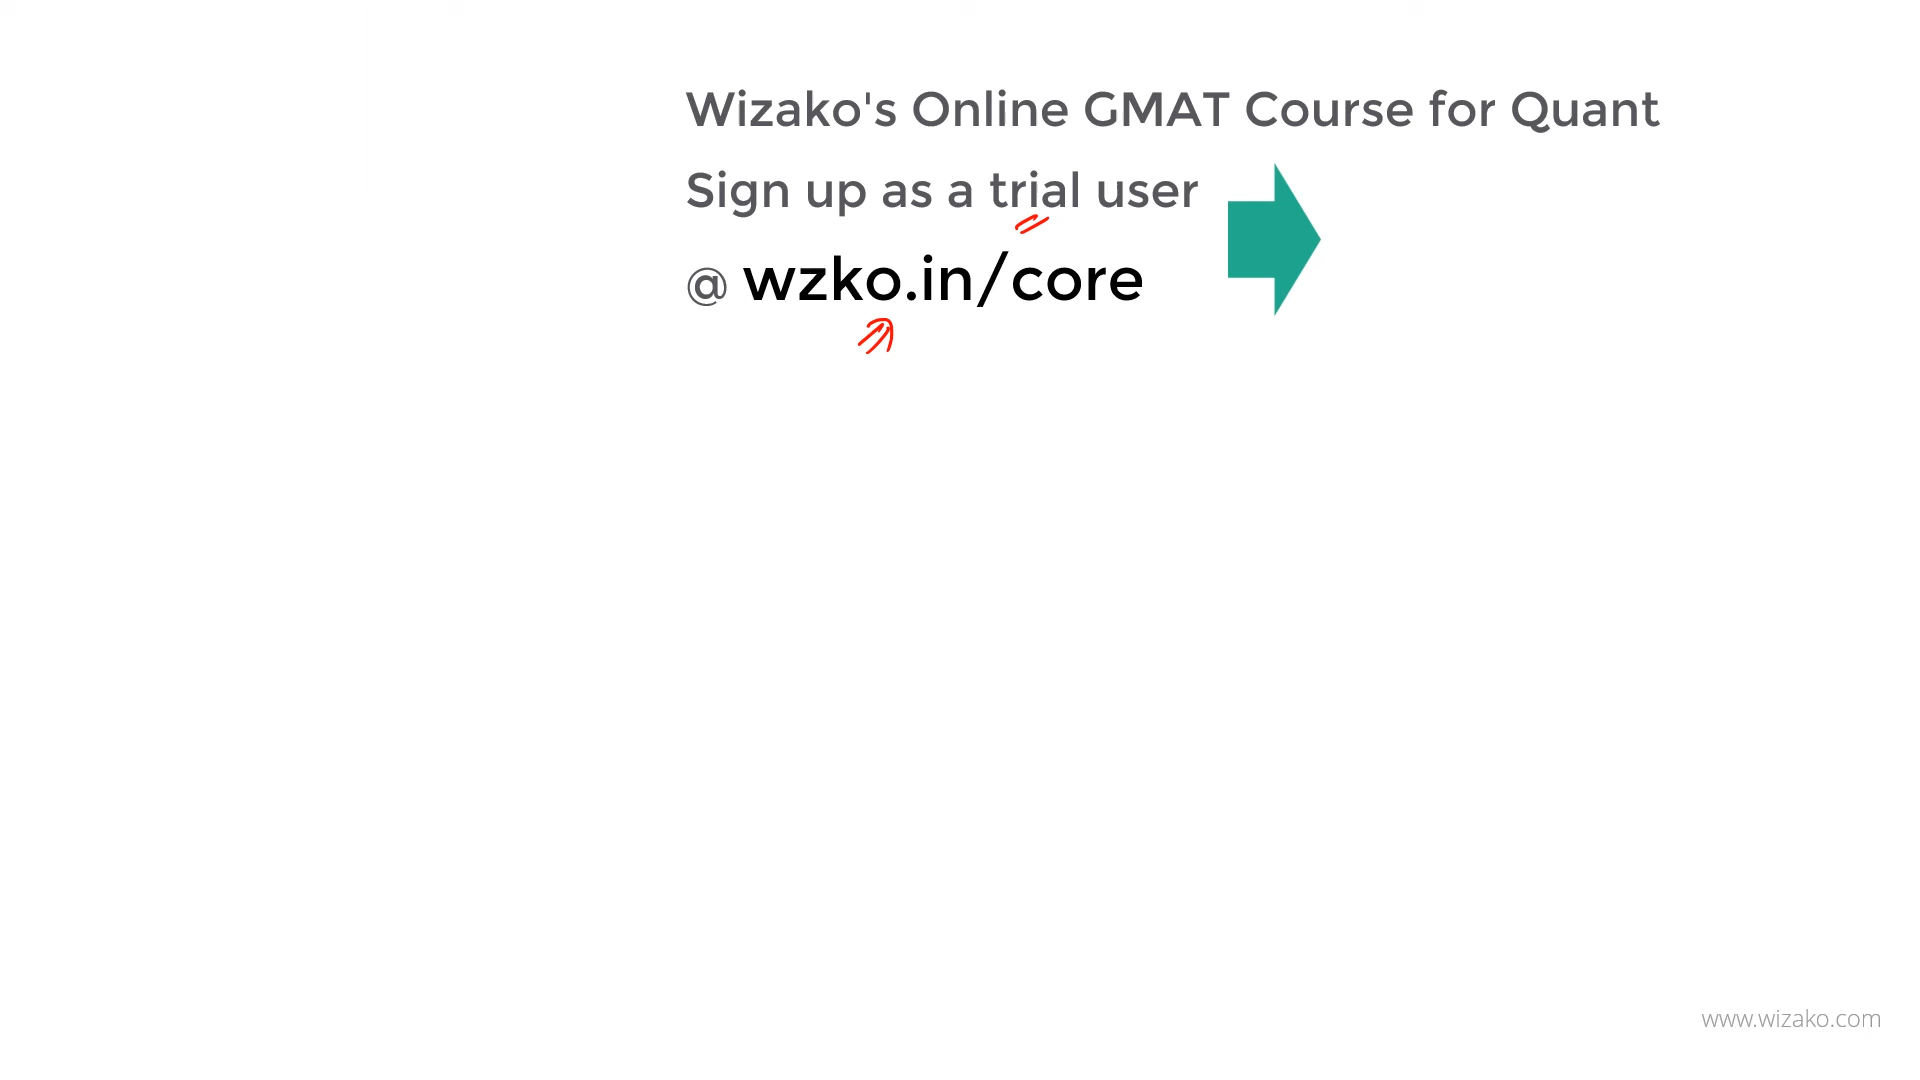 Wizako's Online GMAT Course for Quant
Sign up as a trial user
@ wzko.in/core
www.wizako.com